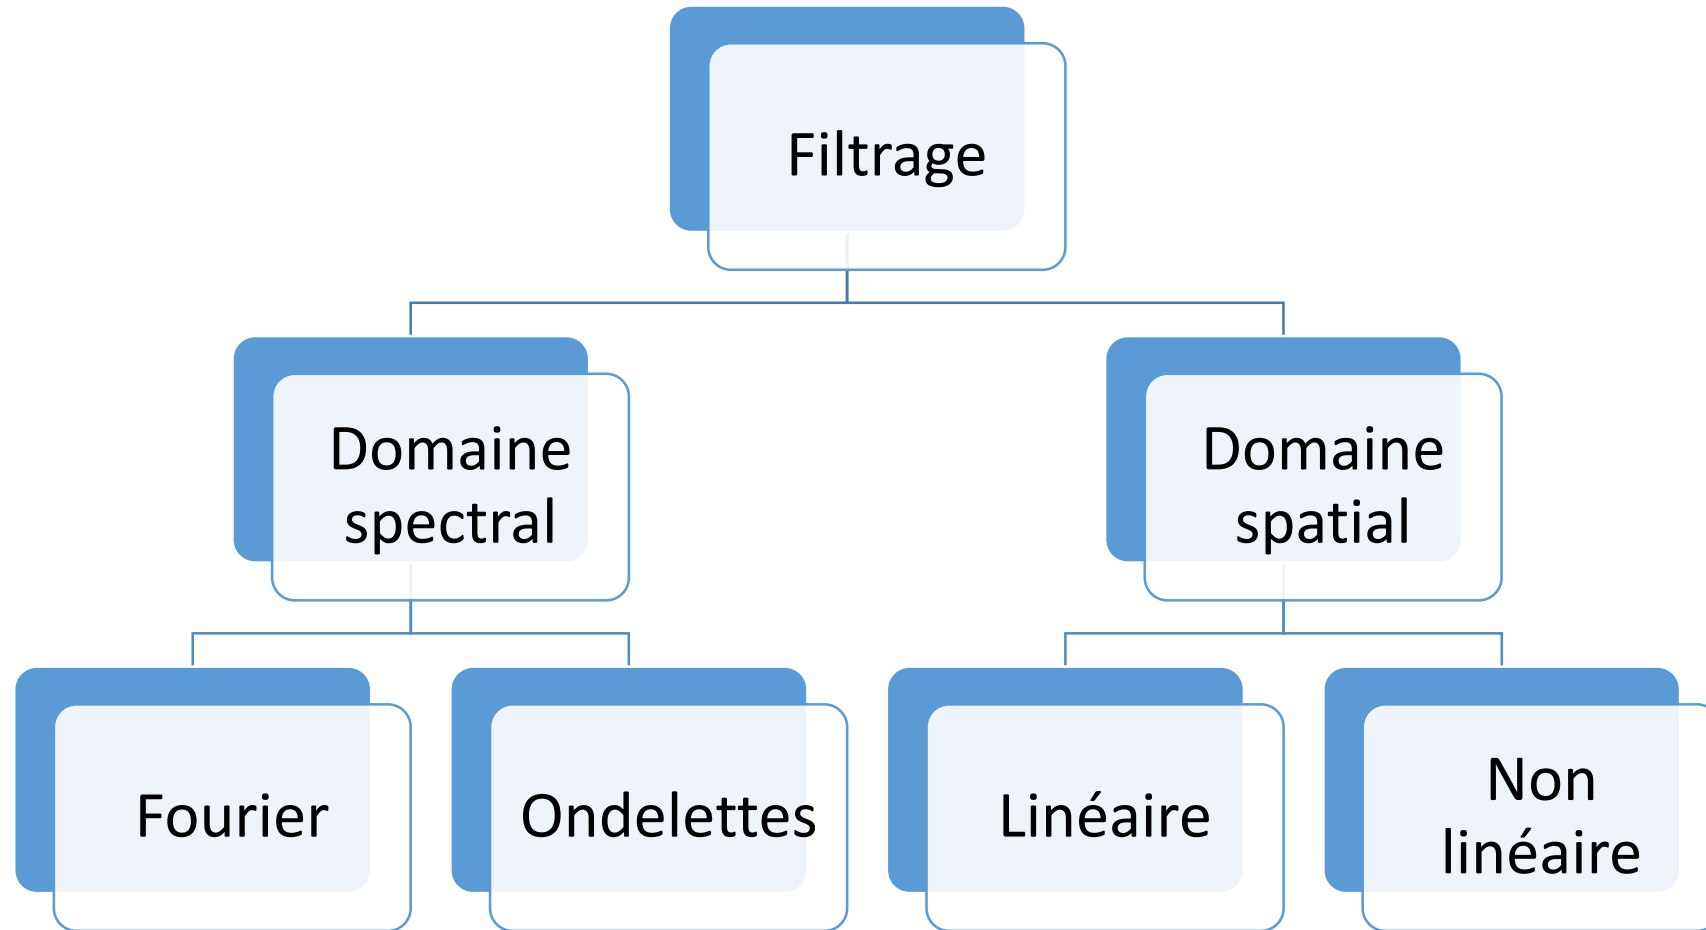 Filtrage
Domaine
spectral
Domaine
spatial
Fourier
Ondelettes
Linéaire
Non
linéaire